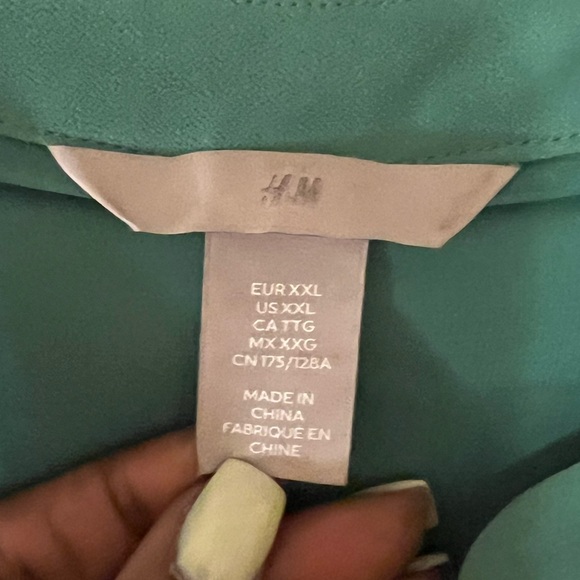 H&M
EUR XXL
US XXL
CA TTG
MX XXG
CN 175/128A
MADE IN
CHINA
FABRIQUÉ EN
CHINE